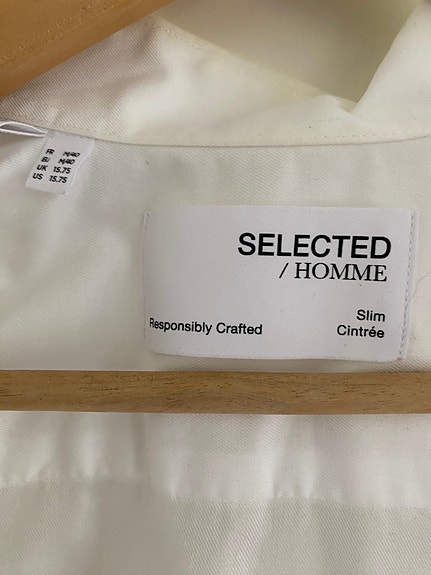 FR M/40
EU M/40
UK 15.75
US 15.75
SELECTED
/ HOMME
Slim
Responsibly Crafted Cintrée